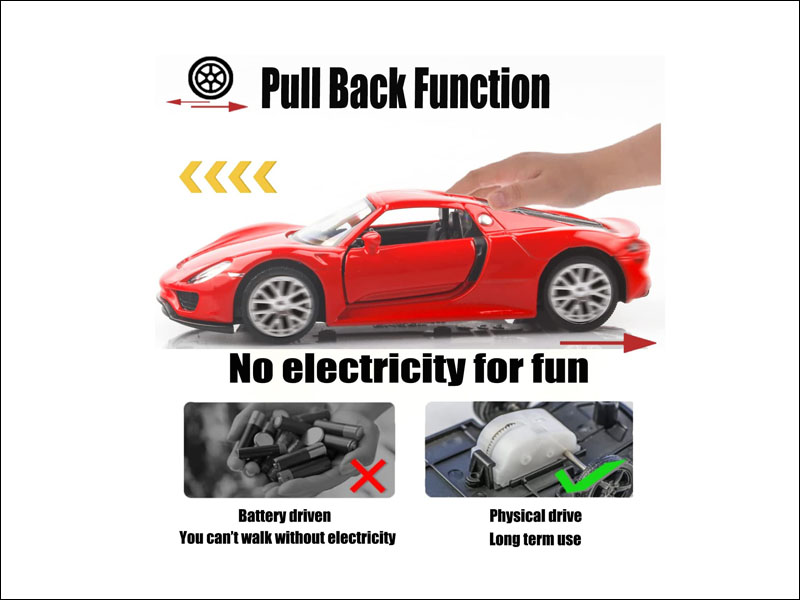 Pull Back Function
No electricity for fun
Battery driven
You can't walk without electricity
Physical drive
Long term use